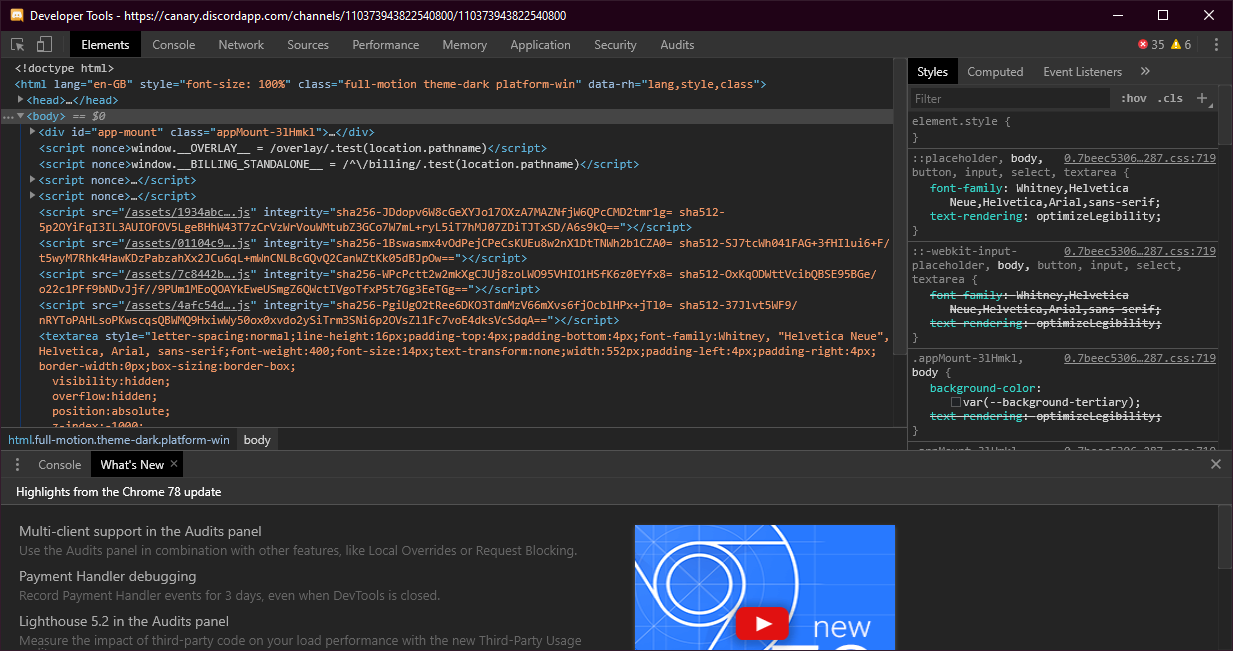 Developer Tools - https://canary.discordapp.com/channels/110373943822540800/110373943822540800
Elements Console Network Sources Performance Memory Application Security Audits 35 6
<!doctype html>
<html lang="en-GB" style="font-size: 100%" class="full-motion theme-dark platform-win" data-rh="lang,style,class">
<head>…</head>
<body> == $0
<div id="app-mount" class="appMount-3lHmkl">…</div>
<script nonce>window.__OVERLAY__ = /overlay/.test(location.pathname)</script>
<script nonce>window.__BILLING_STANDALONE__ = /^\/billing/.test(location.pathname)</script>
<script nonce>…</script>
<script nonce>…</script>
<script src="/assets/1934abc….js" integrity="sha256-JDdopv6W8cGeXYJo17OXzA7MAZNfjW6QPcCMD2tmr1g= sha512-
5p2OYiFqI3IL3AUIOFOV5LgeBHhW43T7zCrVzWrVouWMtubZ3GCo7W7mL+ryL5iT7hMJ07ZDiTJTxSD/A6s9kQ=="></script>
<script src="/assets/01104c9….js" integrity="sha256-1Bswasmx4vOdPejCPeCsKUEu8w2nX1DtTNWh2b1CZA0= sha512-SJ7tcWh041FAG+3fHIlui6+F/
t5wyM7Rhk4HawKDzPabzahXx2JCu6qL+mWnCNLBcGQvQ2CanWZtKk05dBJpOw=="></script>
<script src="/assets/7c8442b….js" integrity="sha256-WPcPctt2w2mkXgCJUj8zoLWO95VHIO1HSfK6z0EYfx8= sha512-OxKqODWttVcibQBSE95BGe/
o22c1PFf9bNDvJjf//9PUm1MEoQOAYkEweUSmgZ6QWctIVgoTfxP5t7Gg3EeTGg=="></script>
<script src="/assets/4afc54d….js" integrity="sha256-PgiUgO2tRee6DKO3TdmMzV66mXvs6fjOcblHPx+jTl0= sha512-37Jlvt5WF9/
nRYToPAHLsoPKwscqsQBWMQ9HxiwWy50ox0xvdo2ySiTrm3SNi6p2OVsZl1Fc7voE4dksVcSdqA=="></script>
<textarea style="letter-spacing:normal;line-height:16px;padding-top:4px;padding-bottom:4px;font-family:Whitney, "Helvetica Neue",
Helvetica, Arial, sans-serif;font-weight:400;font-size:14px;text-transform:none;width:552px;padding-left:4px;padding-right:4px;
border-width:0px;box-sizing:border-box;
visibility:hidden;
overflow:hidden;
position:absolute;
z-index:-1000;
html.full-motion.theme-dark.platform-win body
Styles Computed Event Listeners »
Filter :hov .cls +
element.style {
}
::placeholder, body, 0.7beec5306…287.css:719
button, input, select, textarea {
font-family: Whitney,Helvetica
Neue,Helvetica,Arial,sans-serif;
text-rendering: optimizeLegibility;
}
::-webkit-input- 0.7beec5306…287.css:719
placeholder, body, button, input, select,
textarea {
font-family: Whitney,Helvetica
Neue,Helvetica,Arial,sans-serif;
text-rendering: optimizeLegibility;
}
.appMount-3lHmkl, 0.7beec5306…287.css:719
body {
background-color:
var(--background-tertiary);
text-rendering: optimizeLegibility;
}
Console What's New
Highlights from the Chrome 78 update
Multi-client support in the Audits panel
Use the Audits panel in combination with other features, like Local Overrides or Request Blocking.
Payment Handler debugging
Record Payment Handler events for 3 days, even when DevTools is closed.
Lighthouse 5.2 in the Audits panel
Measure the impact of third-party code on your load performance with the new Third-Party Usage
new